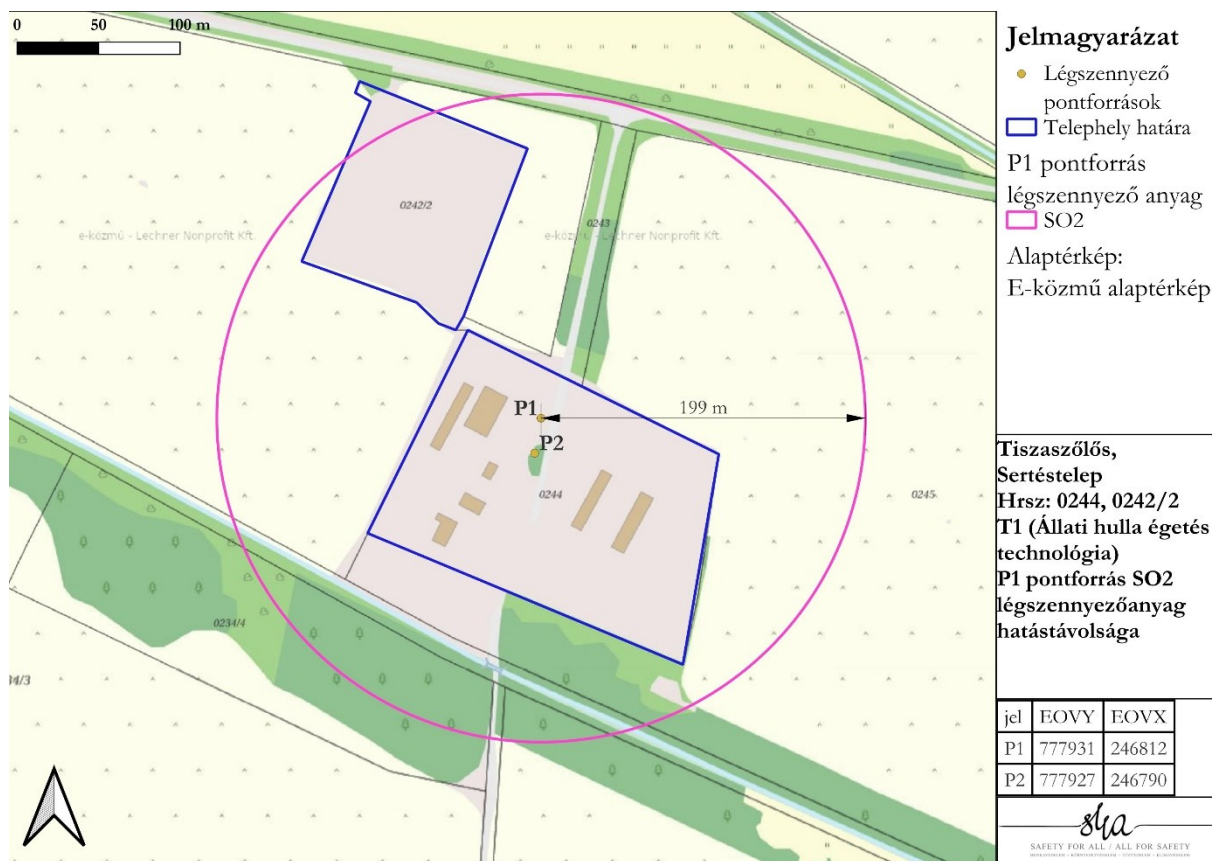 0 50 100 m
0242/2
0243
e-közmű - Lechner Nonprofit Kft.
e-közmű - Lechner Nonprofit Kft.
P1
199 m
P2
0244
0245
0234/4
34/3
Jelmagyarázat
Légszennyező
pontforrások
Telephely határa
P1 pontforrás
légszennyező anyag
SO2
Alaptérkép:
E-közmű alaptérkép
Tiszaszőlős,
Sertéstelep
Hrsz: 0244, 0242/2
T1 (Állati hulla égetés
technológia)
P1 pontforrás SO2
légszennyezőanyag
hatástávolsága
jel EOVY EOVX
P1 777931 246812
P2 777927 246790
SAFETY FOR ALL / ALL FOR SAFETY